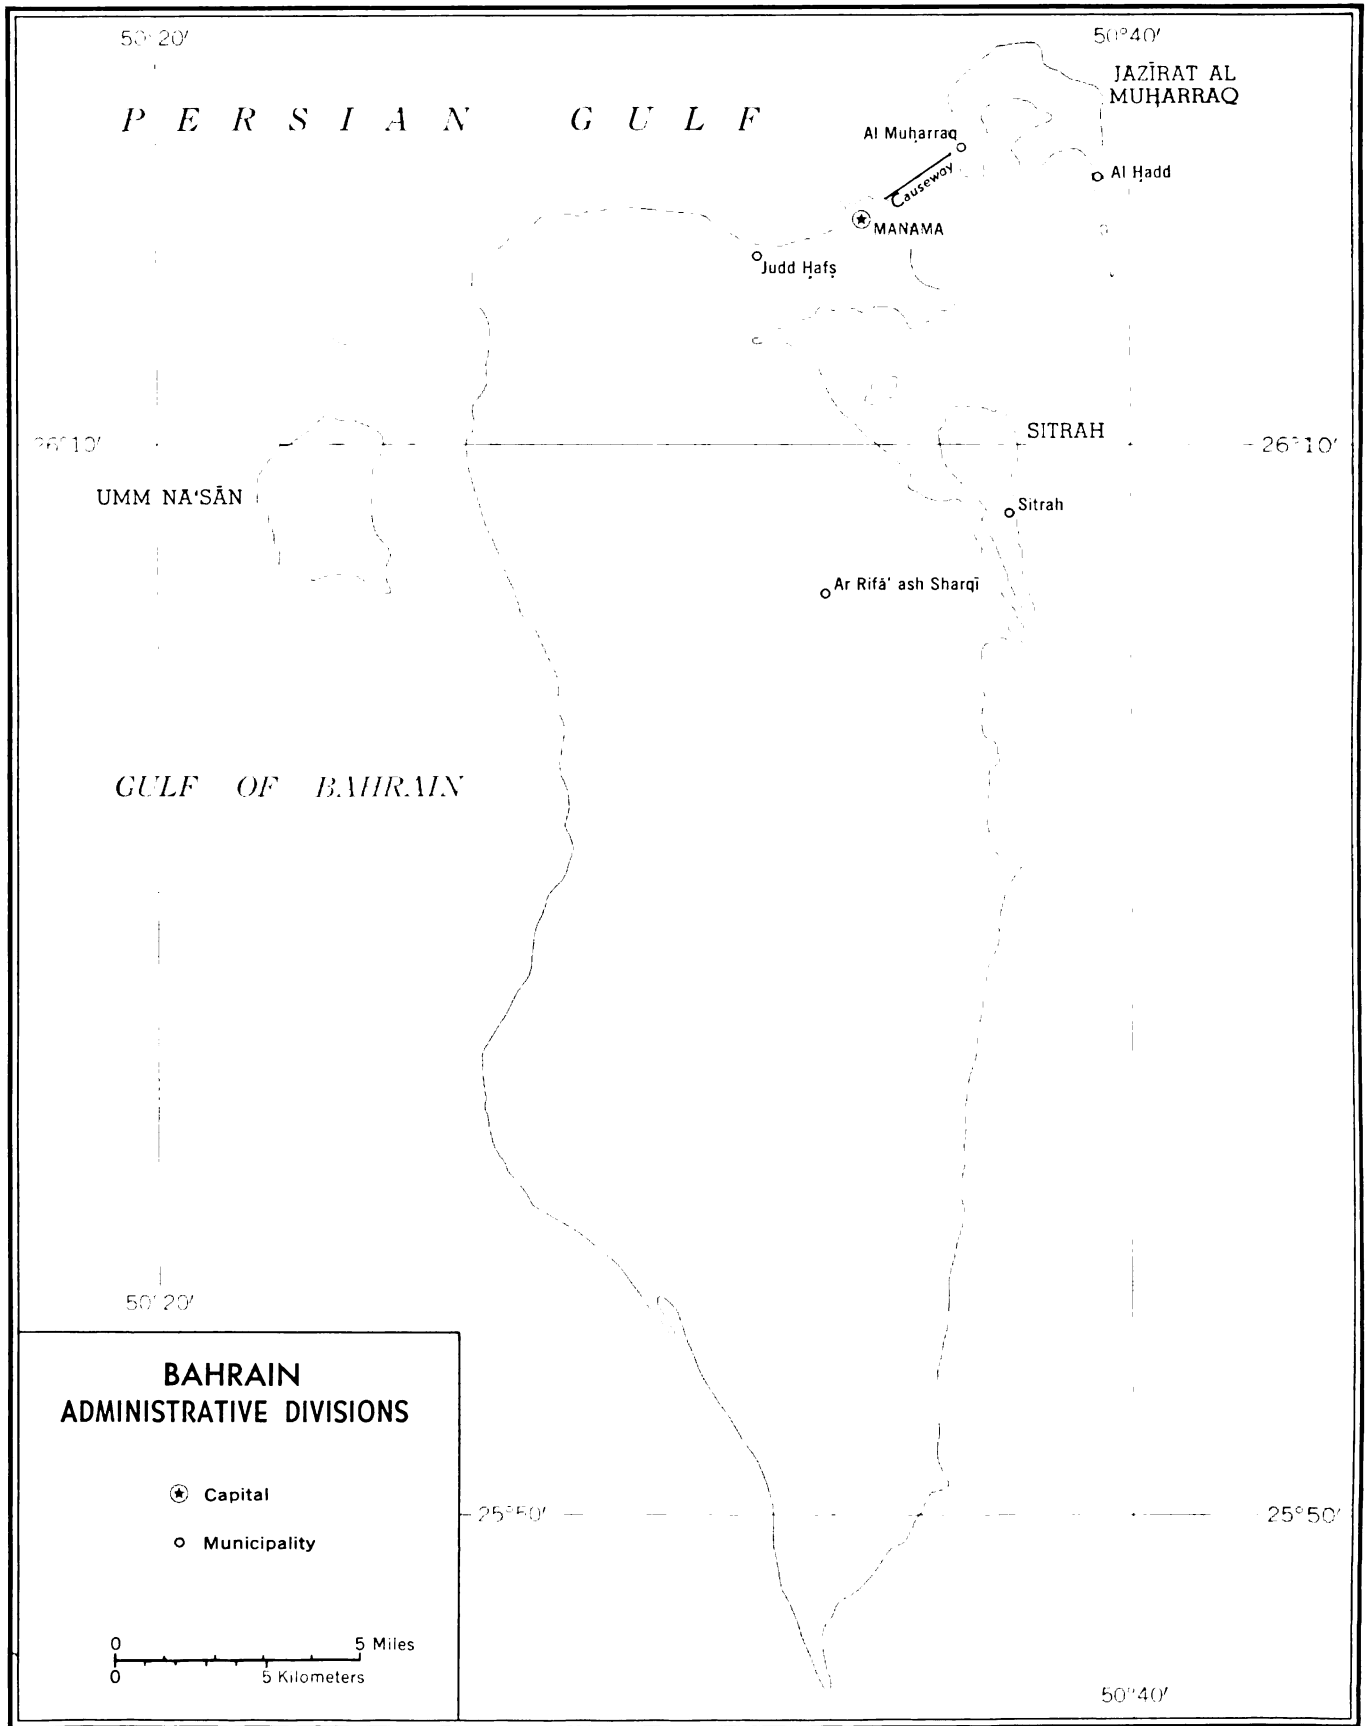 50°20′
50°40′
JAZĪRAT AL
MUḨARRAQ
PERSIAN GULF
Al Muḩarraq
Causeway
Al Ḩadd
MANAMA
Judd Ḩafş
SITRAH
26°10′
26°10′
UMM NA'SĀN
Sitrah
Ar Rifā' ash Sharqī
GULF OF BAHRAIN
50°20′
BAHRAIN
ADMINISTRATIVE DIVISIONS
Capital
25°50′
25°50′
Municipality
0 5 Miles
0 5 Kilometers
50°40′